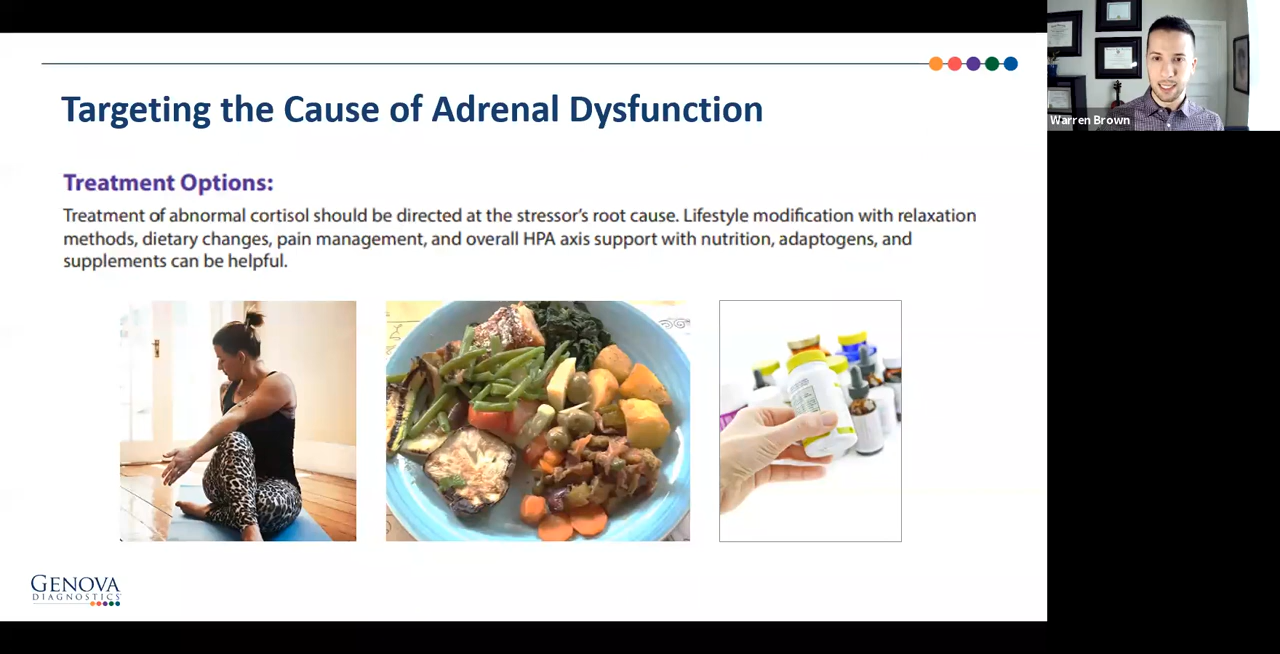 Targeting the Cause of Adrenal Dysfunction
Treatment Options:
Treatment of abnormal cortisol should be directed at the stressor's root cause. Lifestyle modification with relaxation
methods, dietary changes, pain management, and overall HPA axis support with nutrition, adaptogens, and
supplements can be helpful.
GENOVA
DIAGNOSTICS
Warren Brown